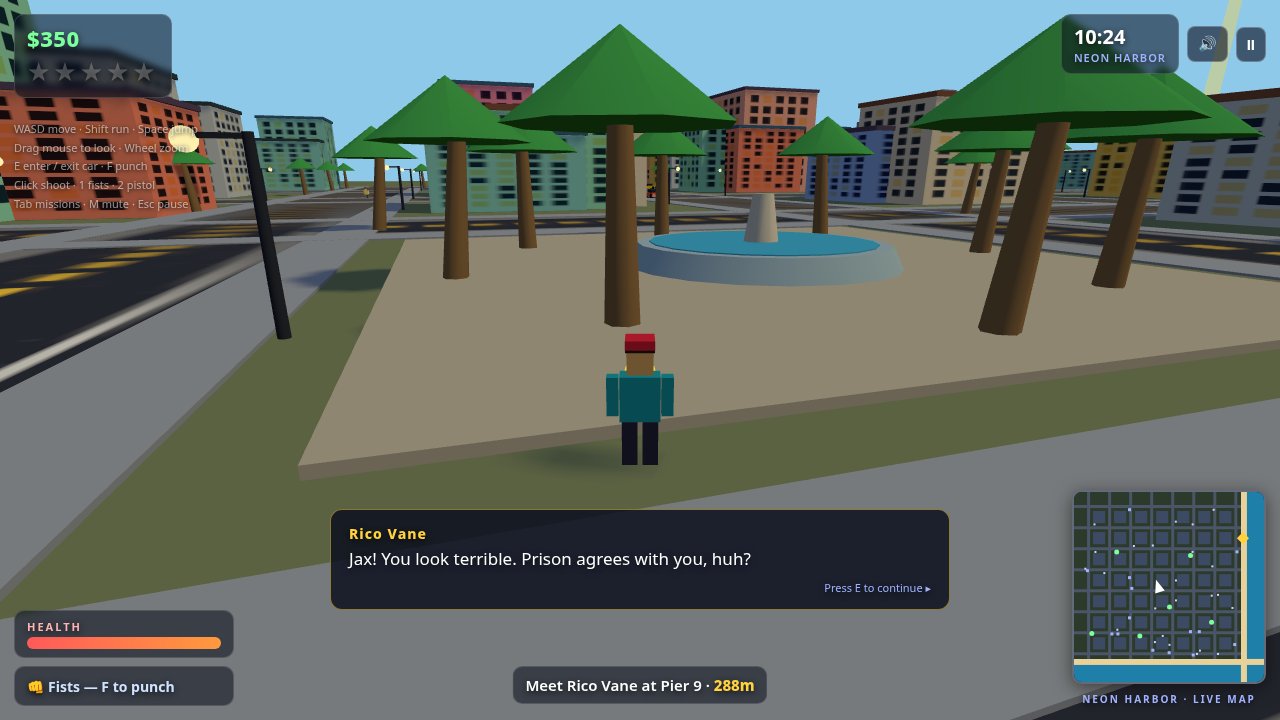 $350
10:24
NEON HARBOR
WASD move · Shift run · Space jump
Drag mouse to look · Wheel zoom
E enter / exit car · F punch
Click shoot · 1 fists · 2 pistol
Tab missions · M mute · Esc pause
Rico Vane
Jax! You look terrible. Prison agrees with you, huh?
Press E to continue ▸
HEALTH
👊 Fists — F to punch
Meet Rico Vane at Pier 9 · 288m
NEON HARBOR · LIVE MAP